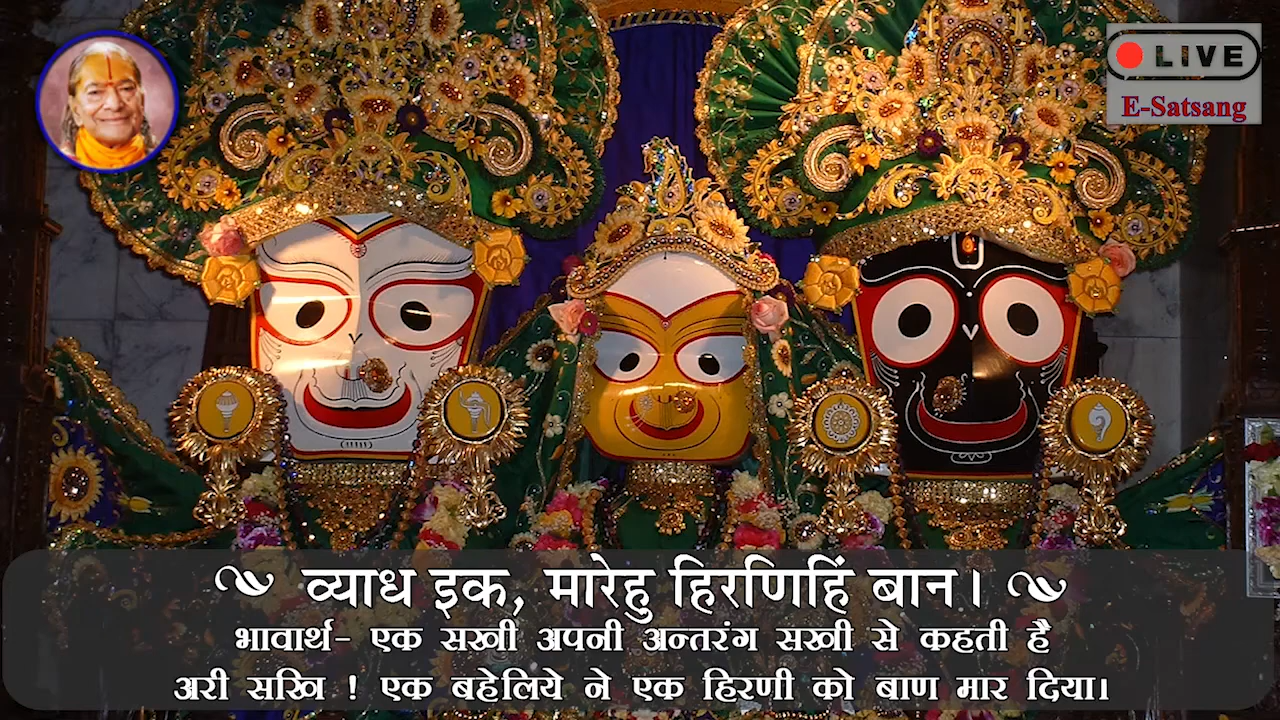 LIVE
E-Satsang
व्याध इक, मारेहु हिरणिहिं बान।
भावार्थ- एक सखी अपनी अन्तरंग सखी से कहती है
अरी सखि ! एक बहेलिये ने एक हिरणी को बाण मार दिया।